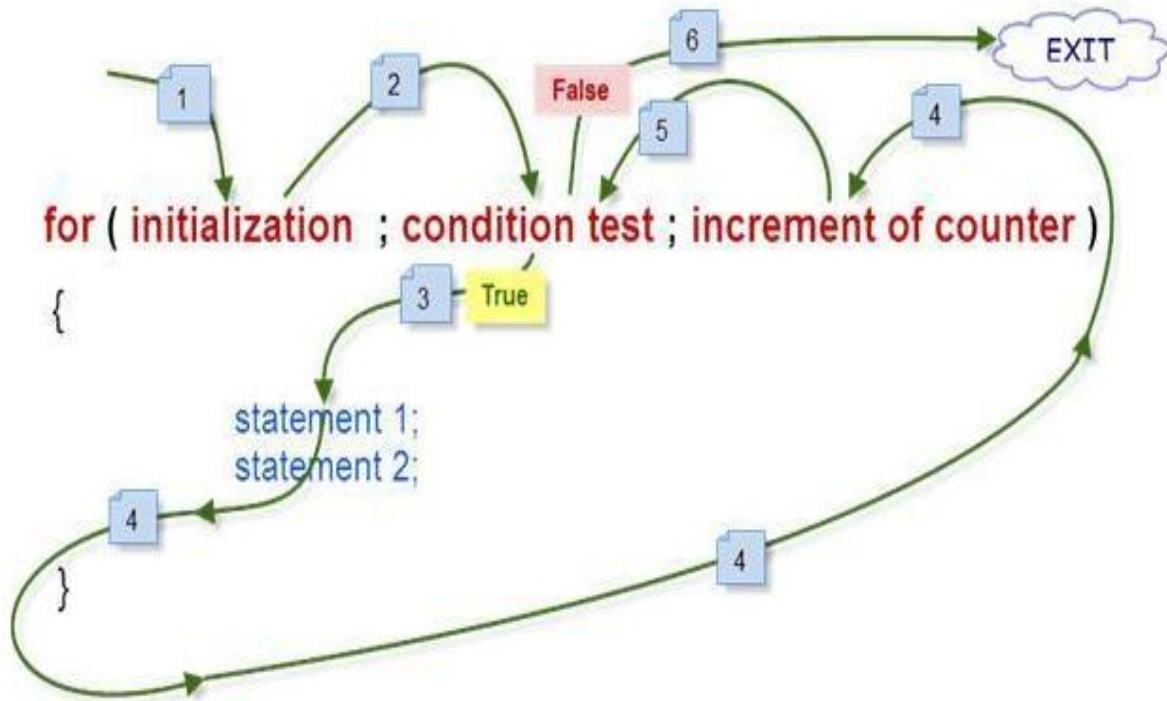 6
EXIT
1
2
False
5
4
for ( initialization ; condition test ; increment of counter )
{
3
True
statement 1;
statement 2;
4
4
}